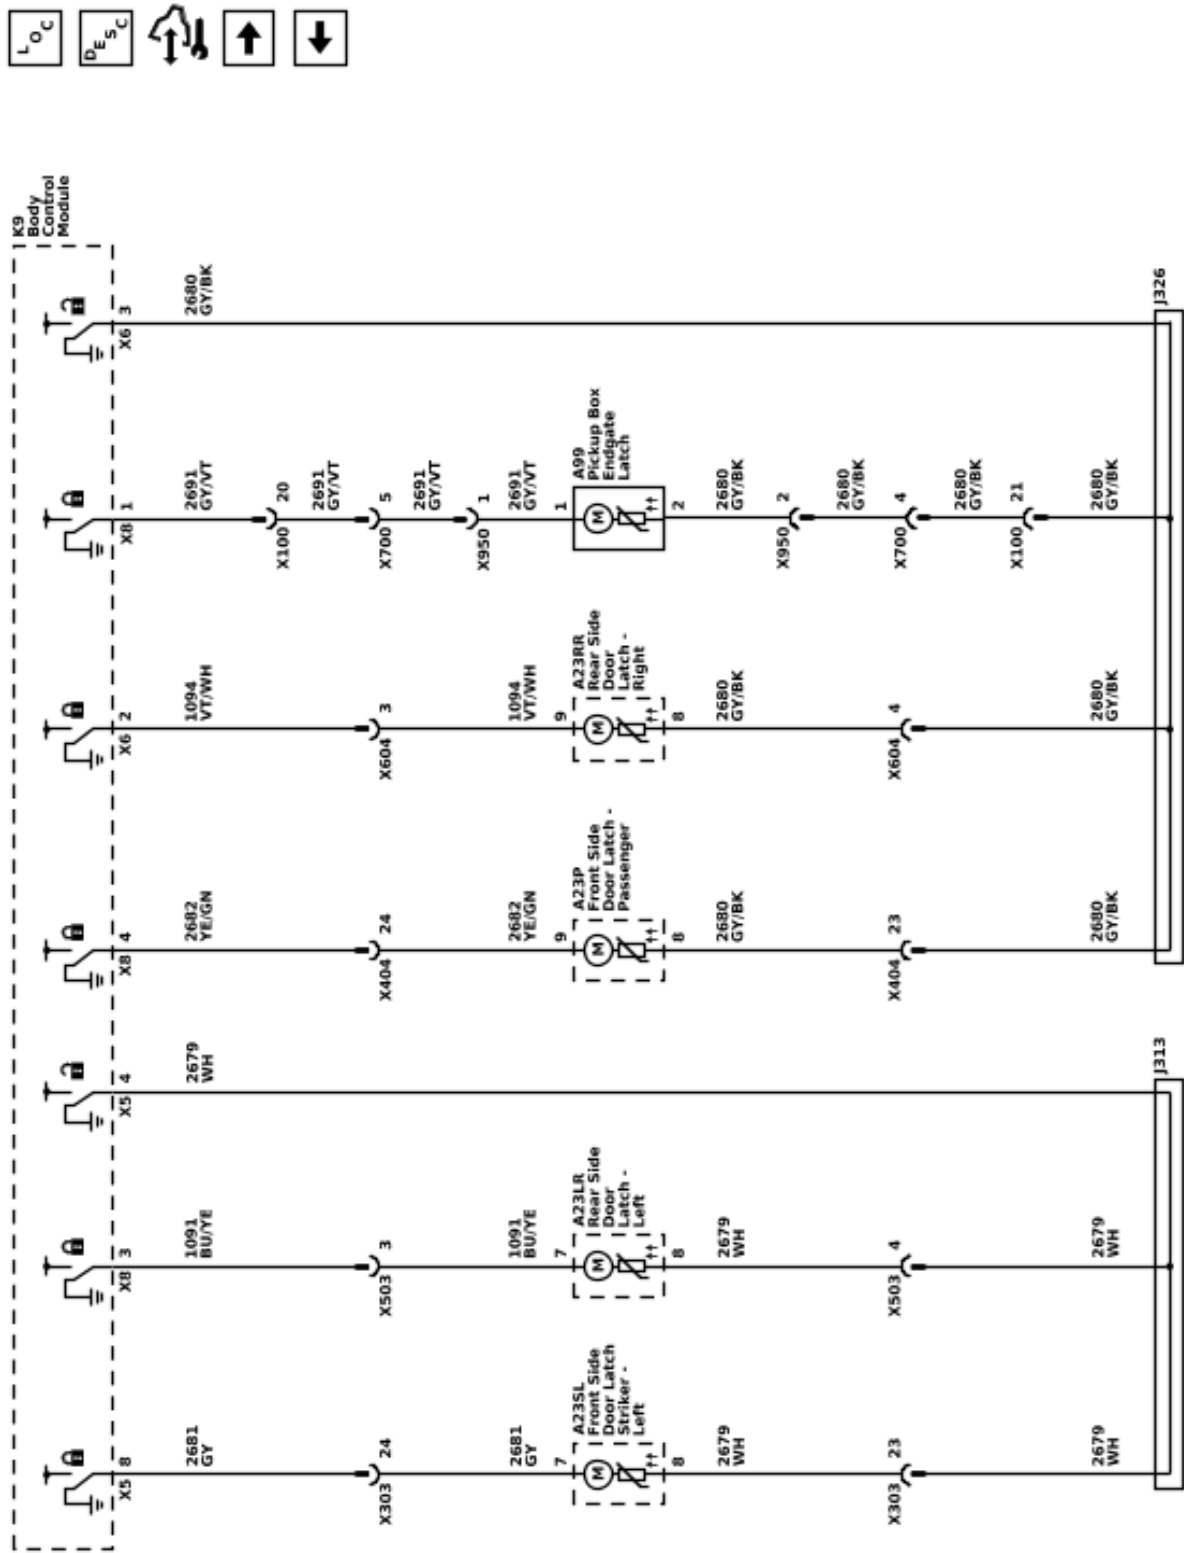 LOC
DESC
K9
Body
Control
Module
X5 8
X8 3
X5 4
X8 4
X6 2
X8 1
X6 3
2681
GY
1091
BU/YE
2679
WH
2682
YE/GN
1094
VT/WH
2691
GY/VT
2680
GY/BK
X100 20
2691
GY/VT
X303 24
X503 3
X404 24
X604 3
X700 5
2691
GY/VT
X950 1
2681
GY
1091
BU/YE
2682
YE/GN
1094
VT/WH
2691
GY/VT
7
7
9
9
1
A23SL
Front Side
Door Latch
Striker -
Left
A23LR
Rear Side
Door
Latch -
Left
A23P
Front Side
Door Latch -
Passenger
A23RR
Rear Side
Door
Latch -
Right
A99
Pickup Box
Endgate
Latch
M
M
M
M
M
8
8
8
8
2
2679
WH
2679
WH
2680
GY/BK
2680
GY/BK
2680
GY/BK
X950 2
2680
GY/BK
X303 23
X503 4
X404 23
X604 4
X700 4
2680
GY/BK
X100 21
2679
WH
2679
WH
2680
GY/BK
2680
GY/BK
2680
GY/BK
J313
J326